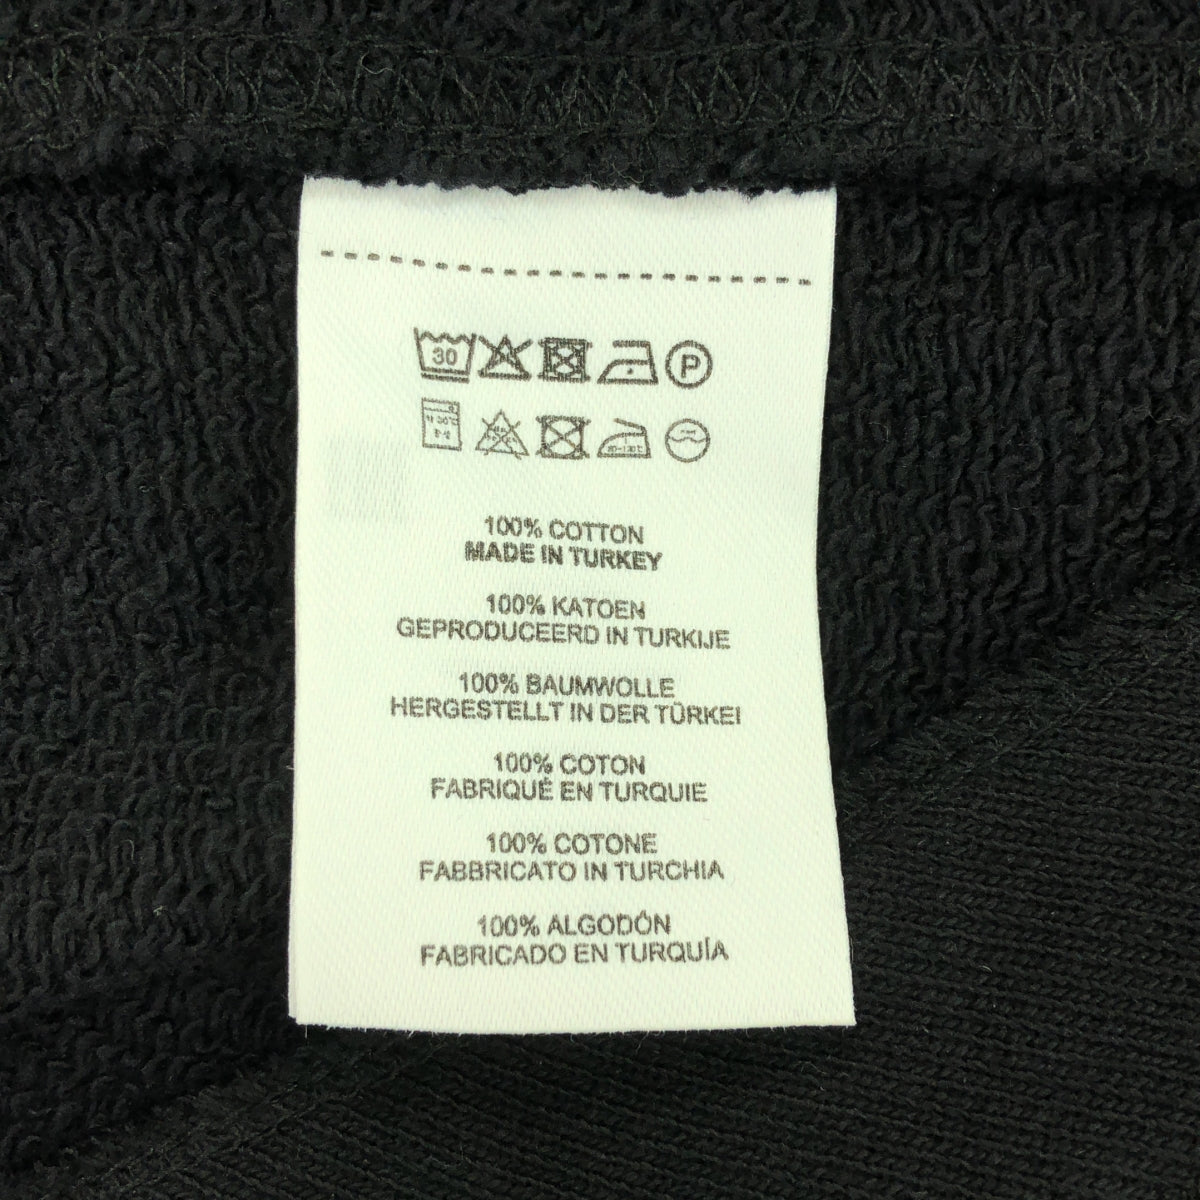 30 P
100% COTTON
MADE IN TURKEY
100% KATOEN
GEPRODUCEERD IN TURKIJE
100% BAUMWOLLE
HERGESTELLT IN DER TÜRKEI
100% COTON
FABRIQUÉ EN TURQUIE
100% COTONE
FABBRICATO IN TURCHIA
100% ALGODÓN
FABRICADO EN TURQUÍA